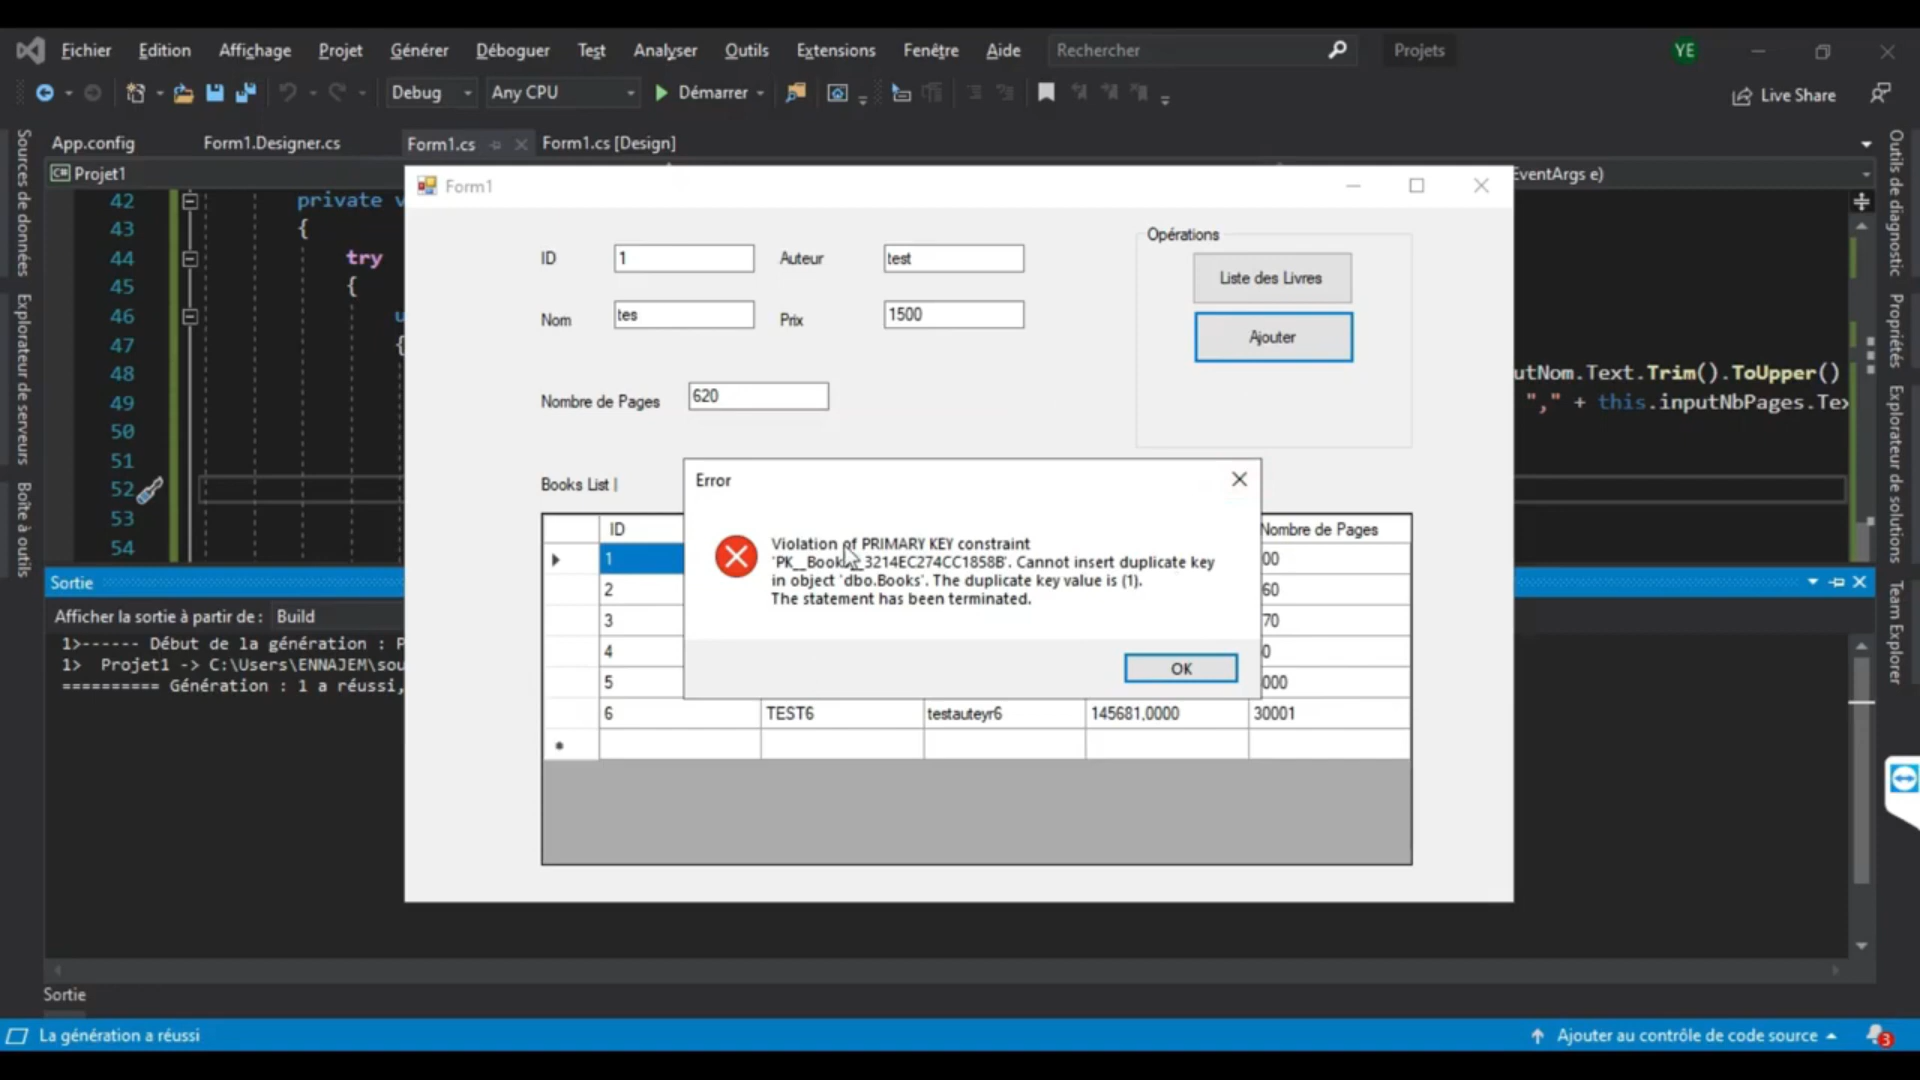 Fichier Edition Affichage Projet Générer Déboguer Test Analyser Outils Extensions Fenêtre Aide Rechercher Projets YE
Debug Any CPU Démarrer Live Share
App.config Form1.Designer.cs Form1.cs Form1.cs [Design]
Projet1 EventArgs e)
Sources de données
Explorateur de serveurs
Boîte à outils
42 private v
43 {
44 try
45 {
46 u
47 {
48 utNom.Text.Trim().ToUpper()
49 "," + this.inputNbPages.Tex
50
51
52
53
54
Form1
ID 1 Auteur test
Nom tes Prix 1500
Nombre de Pages 620
Opérations
Liste des Livres
Ajouter
Books List |
ID Nombre de Pages
1 00
2 60
3 70
4 0
5 000
6 TEST6 testauteyr6 145681,0000 30001
Error
Violation of PRIMARY KEY constraint
'PK__Book__3214EC274CC1858B'. Cannot insert duplicate key
in object 'dbo.Books'. The duplicate key value is (1).
The statement has been terminated.
OK
Sortie
Afficher la sortie à partir de : Build
1>------ Début de la génération : P
1> Projet1 -> C:\Users\ENNAJEM\sou
========== Génération : 1 a réussi,
Sortie
La génération a réussi
Ajouter au contrôle de code source
3
Outils de diagnostic
Propriétés
Explorateur de solutions
Team Explorer